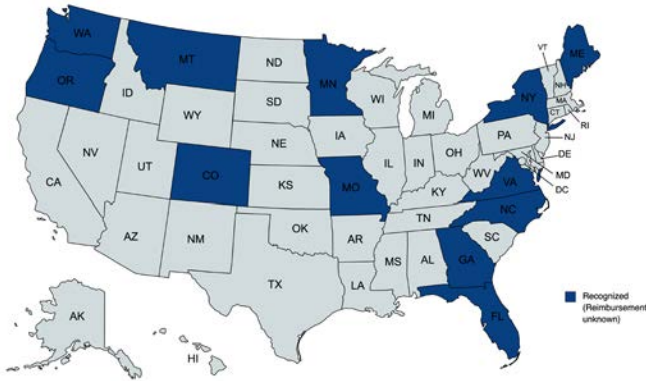 WA
MT
ND
MN
ME
VT
NH
OR
ID
SD
WI
NY
MA
WY
MI
CT
RI
IA
PA
NJ
NE
NV
OH
DE
UT
IL
IN
MD
CO
WV
DC
CA
KS
MO
VA
KY
NC
TN
OK
AR
SC
AZ
NM
MS
AL
GA
TX
LA
FL
Recognized
(Reimbursement
unknown)
AK
HI